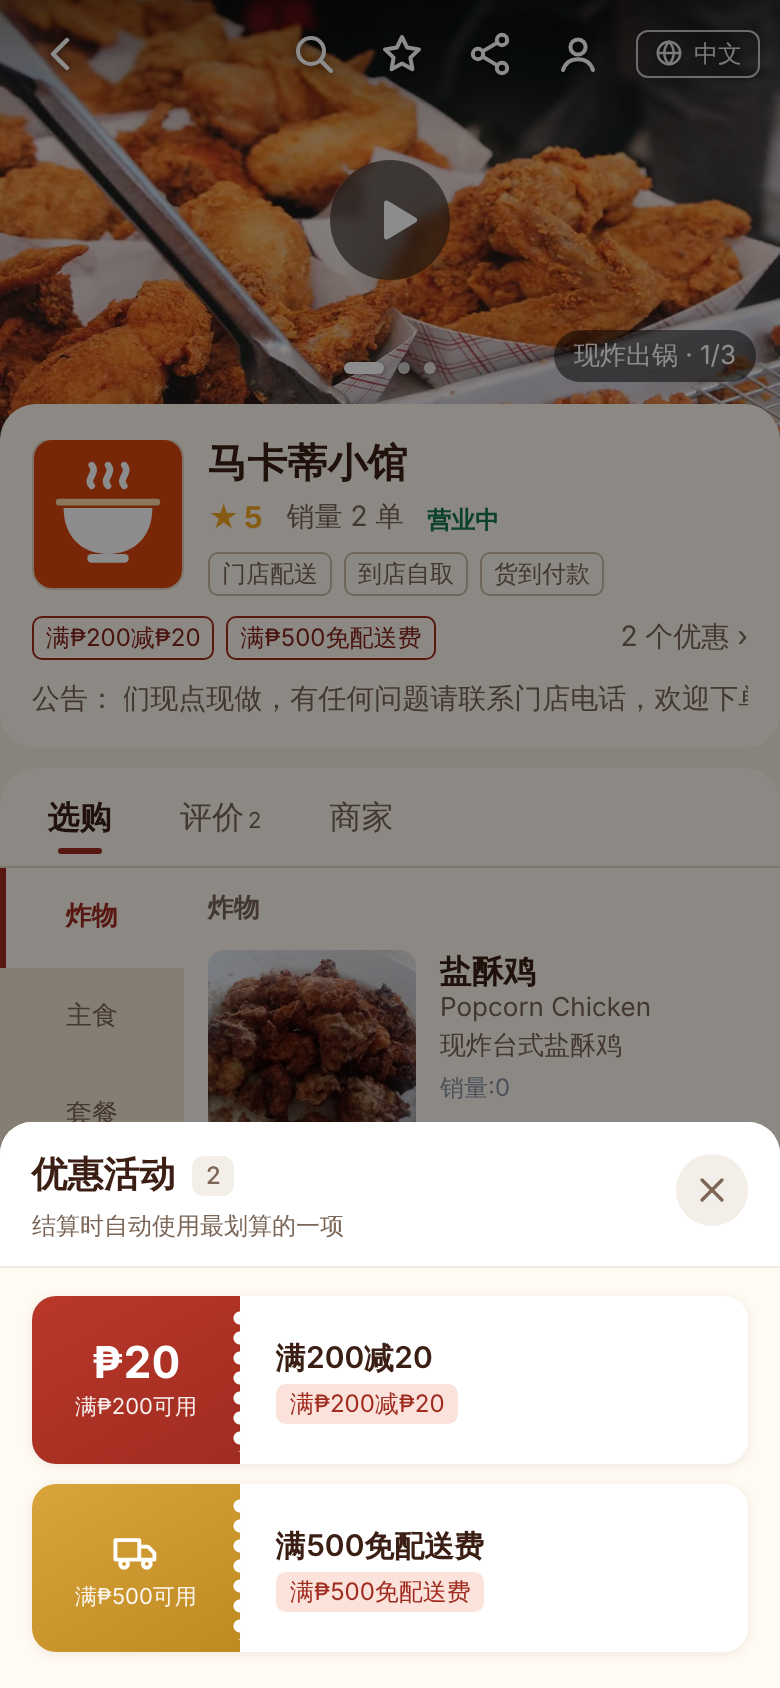 中文
现炸出锅 · 1/3
马卡蒂小馆
★ 5 销量 2 单 营业中
门店配送 到店自取 货到付款
满₱200减₱20 满₱500免配送费 2 个优惠 ›
公告： 们现点现做，有任何问题请联系门店电话，欢迎下单
选购 评价 2 商家
炸物 炸物
盐酥鸡
Popcorn Chicken
主食 现炸台式盐酥鸡
销量:0
套餐
优惠活动 2
结算时自动使用最划算的一项
₱20
满₱200可用
满200减20
满₱200减₱20
满₱500可用
满500免配送费
满₱500免配送费